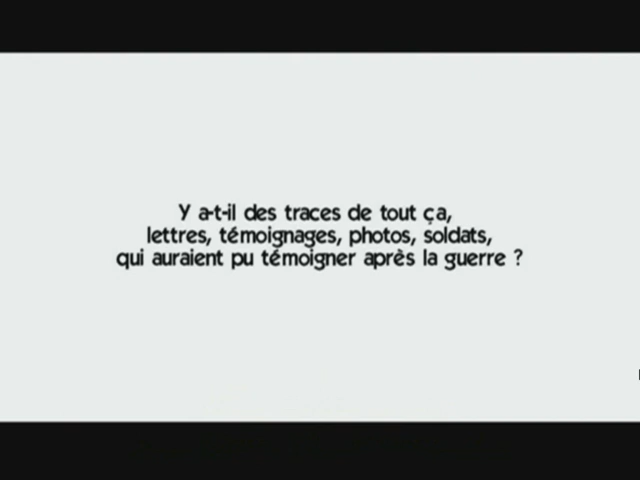 Y a-t-il des traces de tout ça,
lettres, témoignages, photos, soldats,
qui auraient pu témoigner après la guerre ?